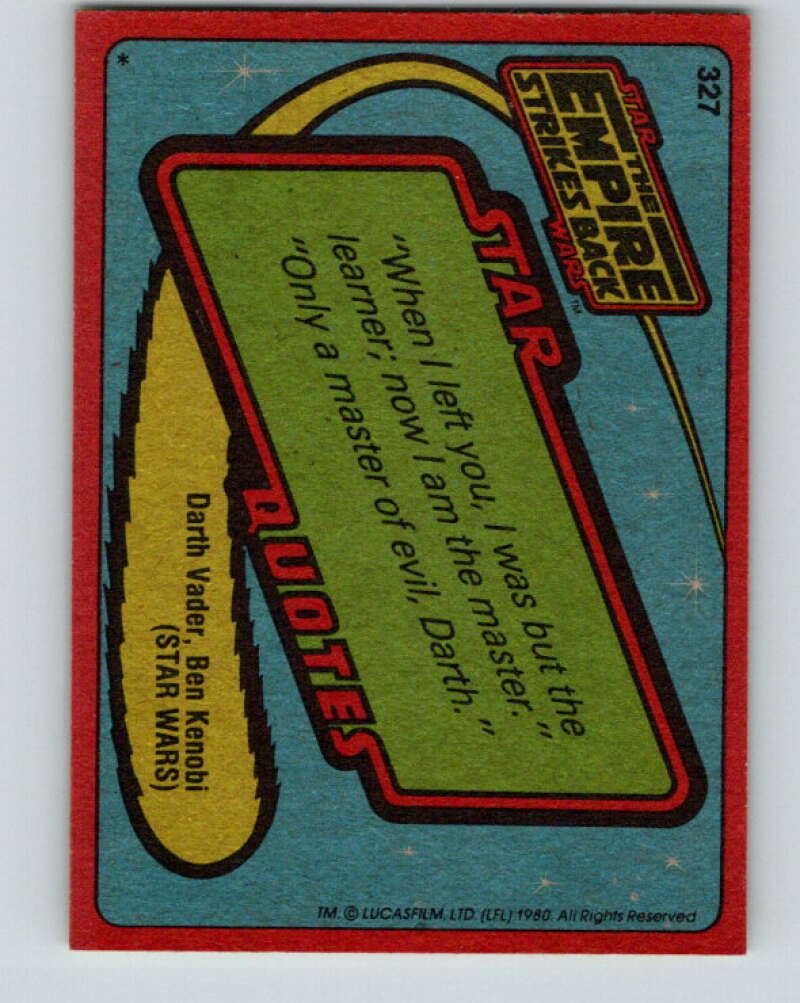 327
STAR
THE
EMPIRE
STRIKES BACK
WARS™
STAR
"When I left you, I was but the
learner; now I am the master."
"Only a master of evil, Darth."
QUOTES
Darth Vader, Ben Kenobi
(STAR WARS)
*
TM. © LUCASFILM, LTD. (LFL) 1980. All Rights Reserved